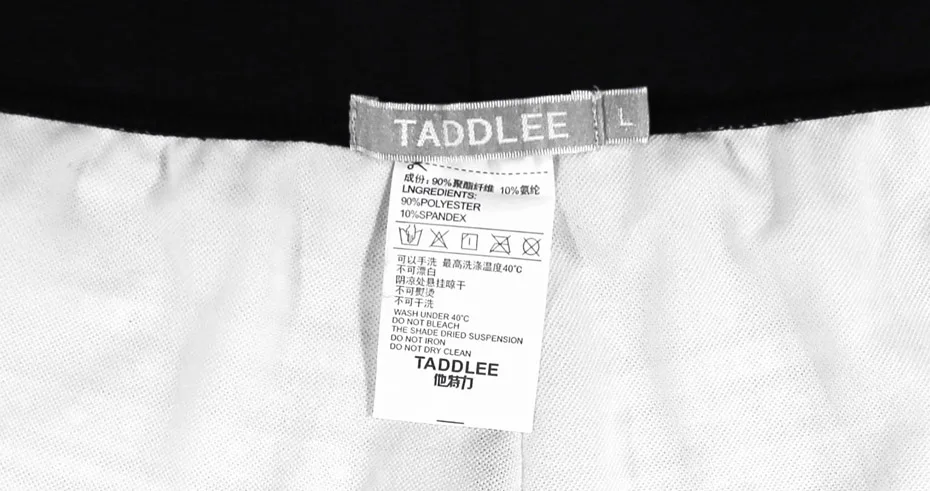 TADDLEE
L
成份：90%聚酯纤维 10%氨纶
LNGREDIENTS:
90%POLYESTER
10%SPANDEX
可以手洗 最高洗涤温度40℃
不可漂白
阴凉处悬挂晾干
不可熨烫
不可干洗
WASH UNDER 40℃
DO NOT BLEACH
THE SHADE DRIED SUSPENSION
DO NOT IRON
DO NOT DRY CLEAN
TADDLEE
他特力